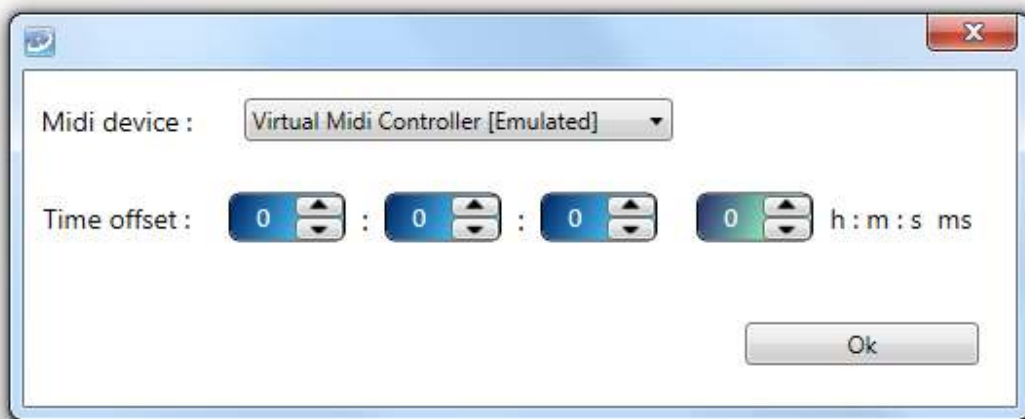 Midi device : Virtual Midi Controller [Emulated]
Time offset : 0 : 0 : 0 0 h : m : s ms
Ok